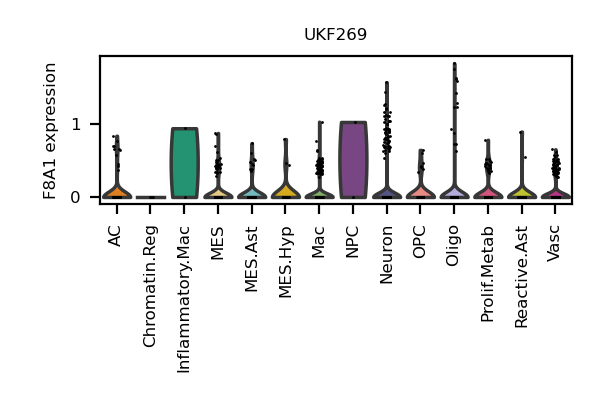 UKF269
F8A1 expression
1
0
AC
Chromatin.Reg
Inflammatory.Mac
MES
MES.Ast
MES.Hyp
Mac
NPC
Neuron
OPC
Oligo
Prolif.Metab
Reactive.Ast
Vasc